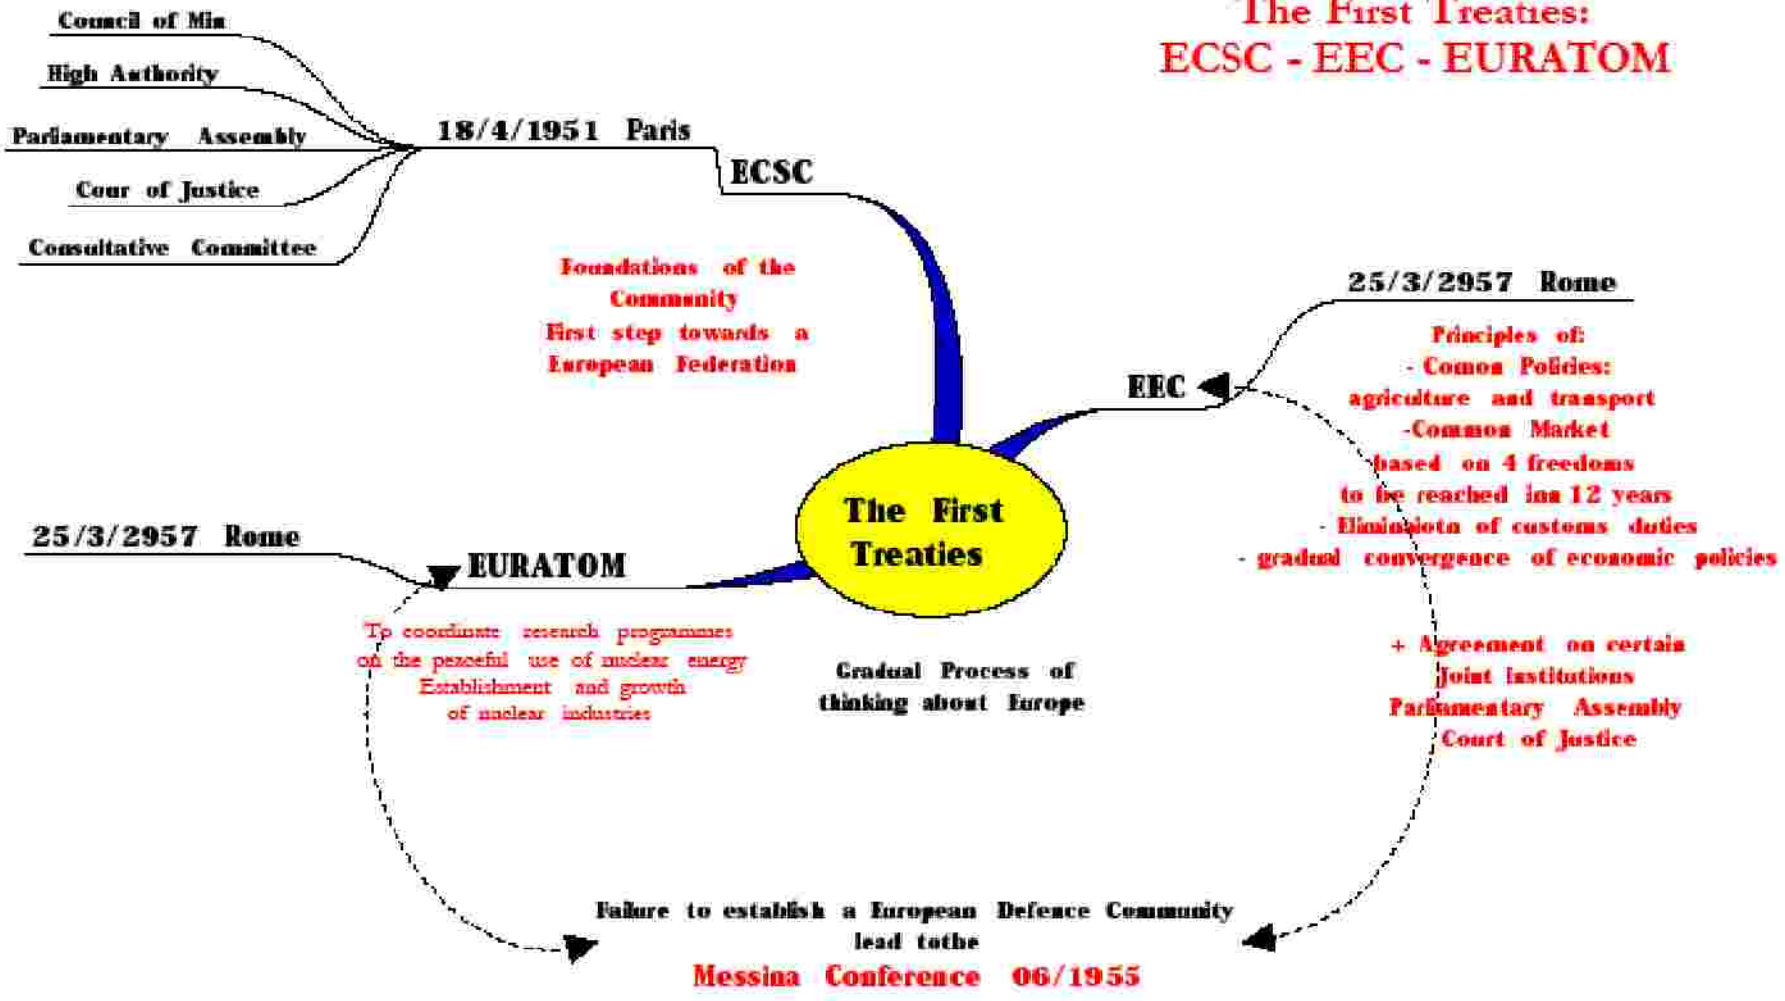 The First Treaties:
ECSC - EEC - EURATOM
Council of Min
High Authority
Parliamentary Assembly
Cour of Justice
Consultative Committee
18/4/1951 Paris
ECSC
Foundations of the
Community
First step towards a
European Federation
25/3/2957 Rome
EEC
Principles of:
- Comon Policies:
agriculture and transport
-Common Market
based on 4 freedoms
to be reached inn 12 years
- Eliminiotn of customs duties
- gradual convergence of economic policies
+ Agreement on certain
Joint Institutions
Parliamentary Assembly
Court of Justice
The First
Treaties
25/3/2957 Rome
EURATOM
To coordinate research programmes
on the peaceful use of nuclear energy
Establishment and growth
of nuclear industries
Gradual Process of
thinking about Europe
Failure to establish a European Defence Community
lead tothe
Messina Conference 06/1955